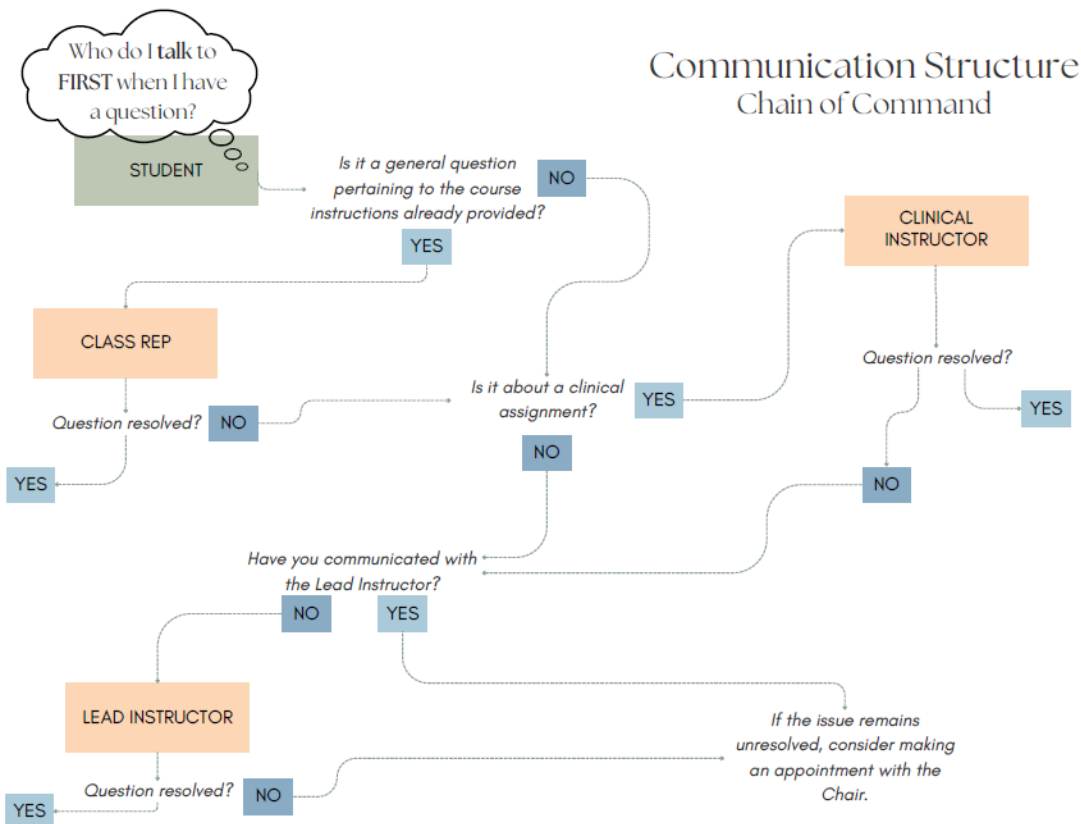 Who do I talk to
FIRST when I have
a question?
Communication Structure
Chain of Command
STUDENT
Is it a general question
pertaining to the course
instructions already provided?
NO
YES
CLINICAL
INSTRUCTOR
CLASS REP
Question resolved?
NO
YES
Is it about a clinical
assignment?
YES
NO
Question resolved?
YES
NO
Have you communicated with
the Lead Instructor?
NO
YES
LEAD INSTRUCTOR
Question resolved?
NO
YES
If the issue remains
unresolved, consider making
an appointment with the
Chair.